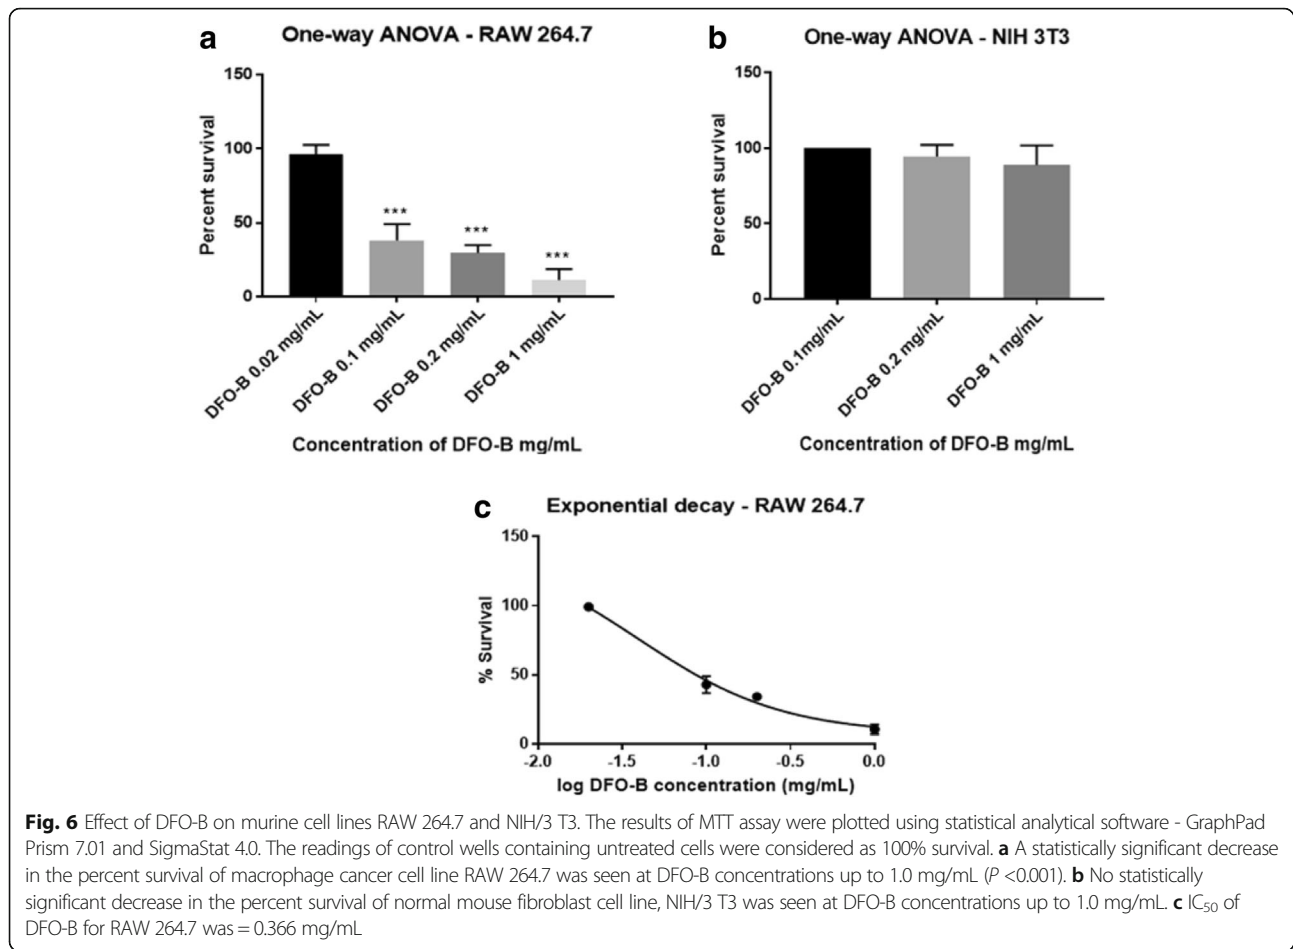 a
One-way ANOVA - RAW 264.7
150
100
50
0
Percent survival
***
***
***
DFO-B 0.02 mg/mL
DFO-B 0.1 mg/mL
DFO-B 0.2 mg/mL
DFO-B 1 mg/mL
Concentration of DFO-B mg/mL
b
One-way ANOVA - NIH 3T3
150
100
50
0
Percent survival
DFO-B 0.1mg/mL
DFO-B 0.2 mg/mL
DFO-B 1 mg/mL
Concentration of DFO-B mg/mL
c
Exponential decay - RAW 264.7
150
100
50
0
% Survival
-2.0 -1.5 -1.0 -0.5 0.0
log DFO-B concentration (mg/mL)
Fig. 6 Effect of DFO-B on murine cell lines RAW 264.7 and NIH/3 T3. The results of MTT assay were plotted using statistical analytical software - GraphPad
Prism 7.01 and SigmaStat 4.0. The readings of control wells containing untreated cells were considered as 100% survival. a A statistically significant decrease
in the percent survival of macrophage cancer cell line RAW 264.7 was seen at DFO-B concentrations up to 1.0 mg/mL (P <0.001). b No statistically
significant decrease in the percent survival of normal mouse fibroblast cell line, NIH/3 T3 was seen at DFO-B concentrations up to 1.0 mg/mL. c IC50 of
DFO-B for RAW 264.7 was = 0.366 mg/mL